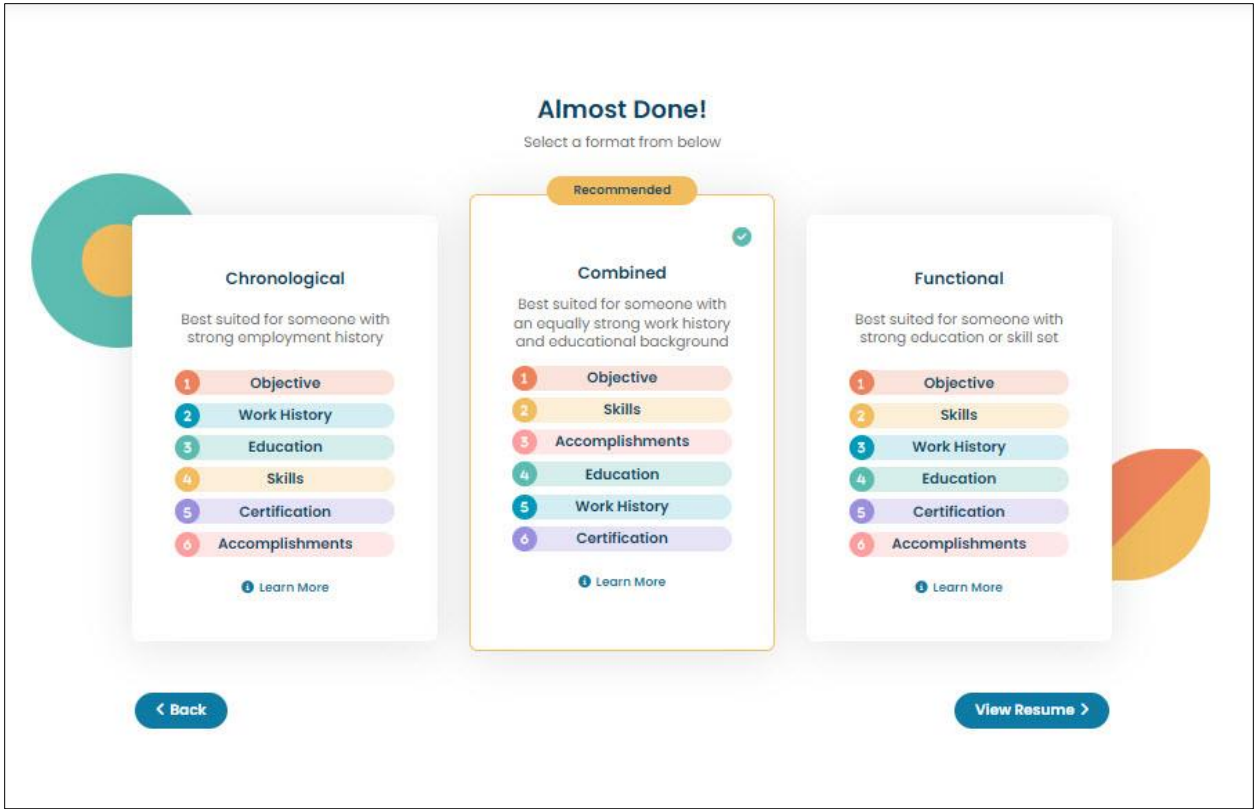 Almost Done!
Select a format from below
Recommended
Chronological
Best suited for someone with
strong employment history
1 Objective
2 Work History
3 Education
4 Skills
5 Certification
6 Accomplishments
Learn More
Combined
Best suited for someone with
an equally strong work history
and educational background
1 Objective
2 Skills
3 Accomplishments
4 Education
5 Work History
6 Certification
Learn More
Functional
Best suited for someone with
strong education or skill set
1 Objective
2 Skills
3 Work History
4 Education
5 Certification
6 Accomplishments
Learn More
Back
View Resume